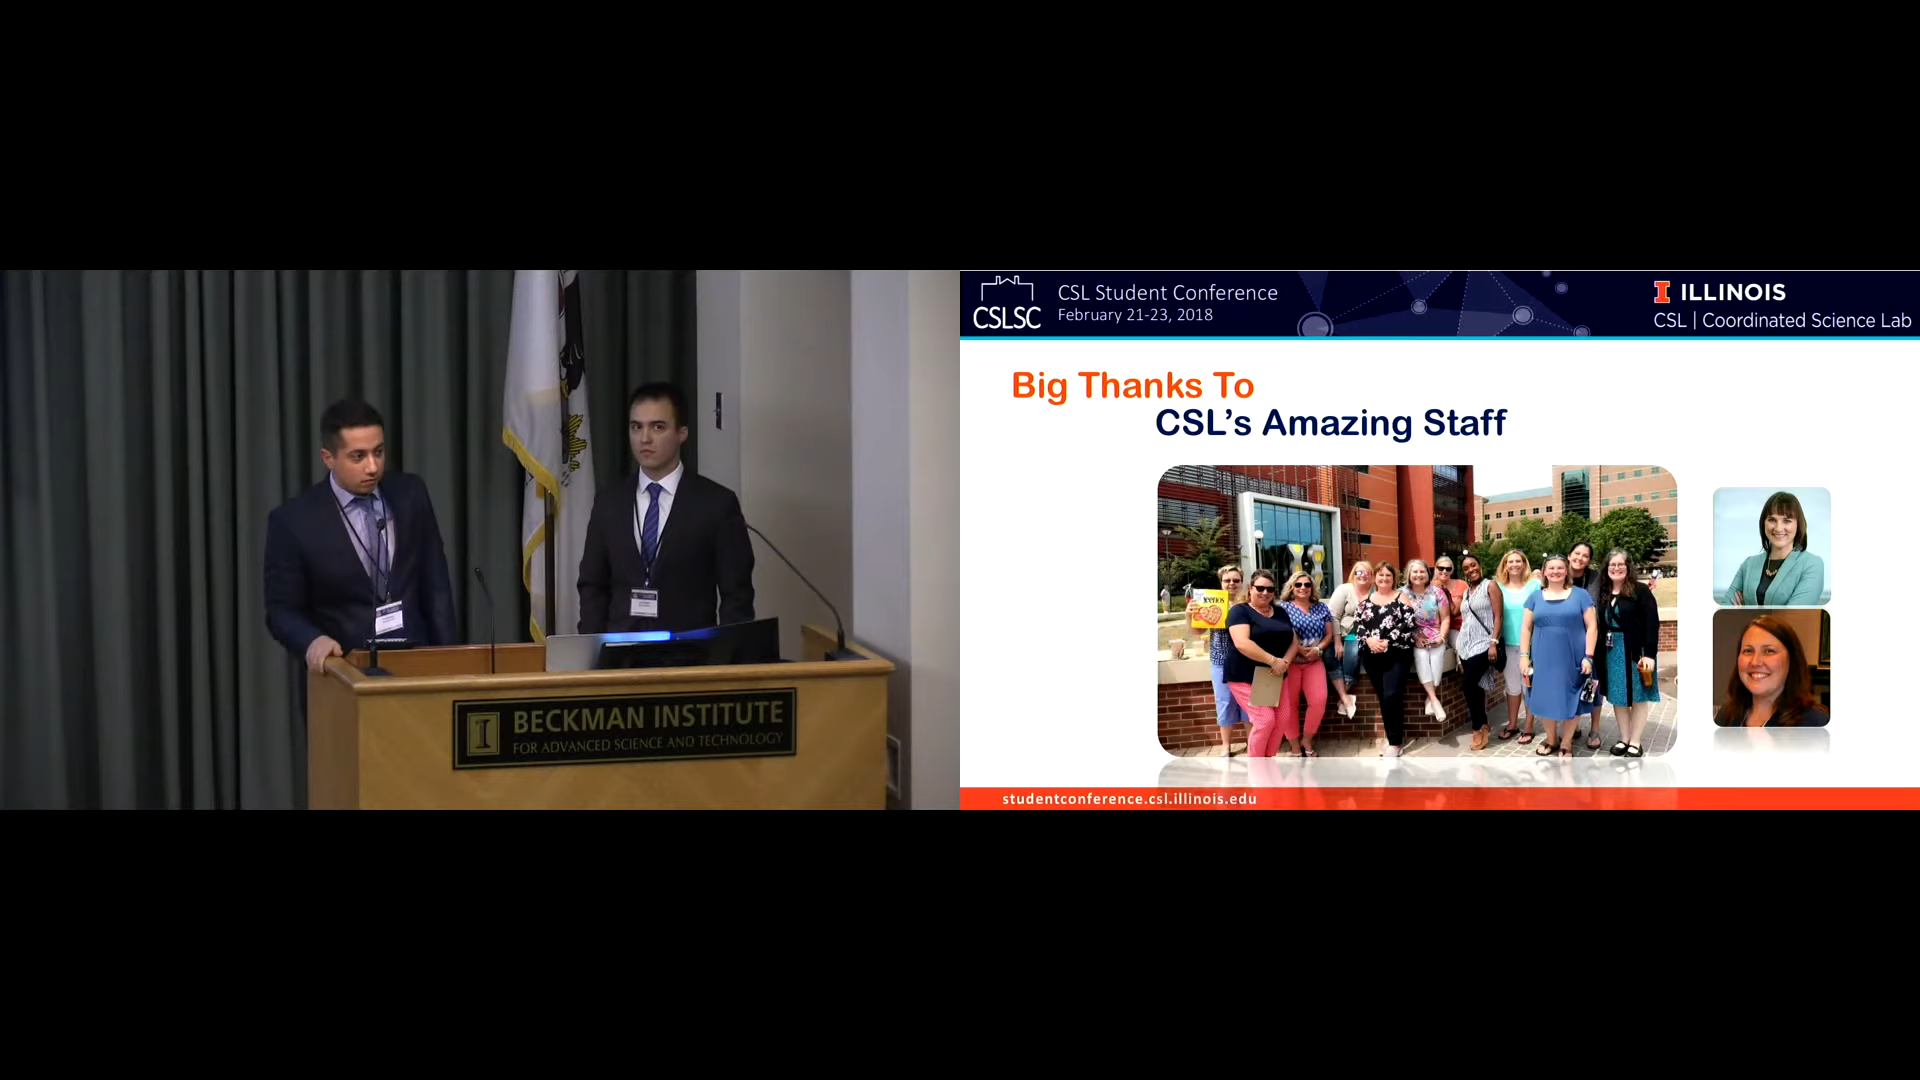 BECKMAN INSTITUTE
FOR ADVANCED SCIENCE AND TECHNOLOGY
CSLSC
CSL Student Conference
February 21-23, 2018
I ILLINOIS
CSL | Coordinated Science Lab
Big Thanks To
CSL's Amazing Staff
studentconference.csl.illinois.edu